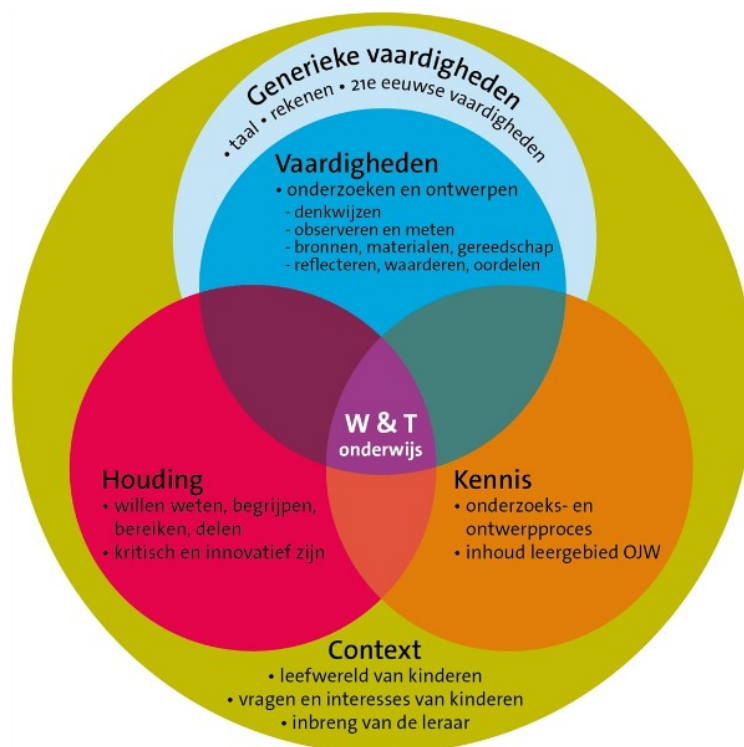 Generieke vaardigheden
• taal • rekenen • 21e eeuwse vaardigheden
Vaardigheden
• onderzoeken en ontwerpen
- denkwijzen
- observeren en meten
- bronnen, materialen, gereedschap
- reflecteren, waarderen, oordelen
W & T
onderwijs
Houding
• willen weten, begrijpen,
bereiken, delen
• kritisch en innovatief zijn
Kennis
• onderzoeks- en
ontwerpproces
• inhoud leergebied OJW
Context
• leefwereld van kinderen
• vragen en interesses van kinderen
• inbreng van de leraar